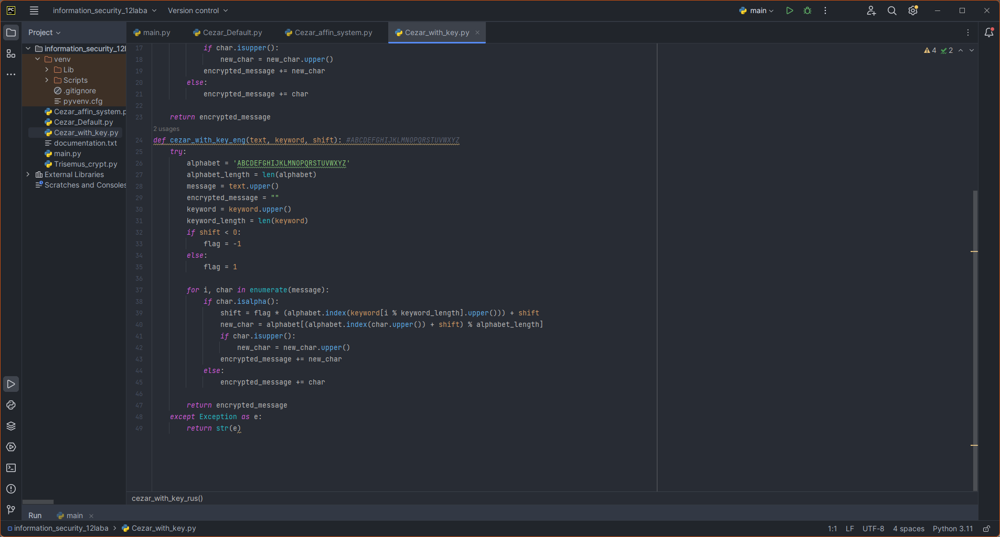 PC
information_security_12laba
Version control
main
Project
main.py
Cezar_Default.py
Cezar_affin_system.py
Cezar_with_key.py
information_security_12l
venv
Lib
Scripts
.gitignore
pyvenv.cfg
Cezar_affin_system.p
Cezar_Default.py
Cezar_with_key.py
documentation.txt
main.py
Trisemus_crypt.py
External Libraries
Scratches and Consoles
4
2
17 if char.isupper():
18 new_char = new_char.upper()
19 encrypted_message += new_char
20 else:
21 encrypted_message += char
22
23 return encrypted_message
2 usages
24 def cezar_with_key_eng(text, keyword, shift): #ABCDEFGHIJKLMNOPQRSTUVWXYZ
25 try:
26 alphabet = 'ABCDEFGHIJKLMNOPQRSTUVWXYZ'
27 alphabet_length = len(alphabet)
28 message = text.upper()
29 encrypted_message = ""
30 keyword = keyword.upper()
31 keyword_length = len(keyword)
32 if shift < 0:
33 flag = -1
34 else:
35 flag = 1
36
37 for i, char in enumerate(message):
38 if char.isalpha():
39 shift = flag * (alphabet.index(keyword[i % keyword_length].upper())) + shift
40 new_char = alphabet[(alphabet.index(char.upper()) + shift) % alphabet_length]
41 if char.isupper():
42 new_char = new_char.upper()
43 encrypted_message += new_char
44 else:
45 encrypted_message += char
46
47 return encrypted_message
48 except Exception as e:
49 return str(e)
cezar_with_key_rus()
Run
main
information_security_12laba > Cezar_with_key.py
1:1 LF UTF-8 4 spaces Python 3.11